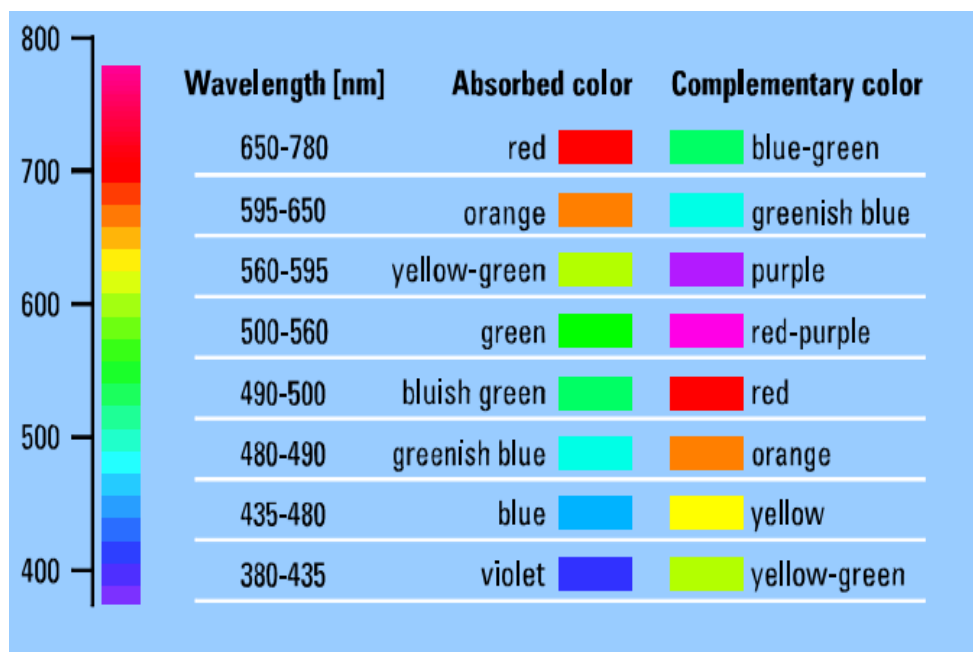 800
700
600
500
400
Wavelength [nm] Absorbed color Complementary color
650-780 red blue-green
595-650 orange greenish blue
560-595 yellow-green purple
500-560 green red-purple
490-500 bluish green red
480-490 greenish blue orange
435-480 blue yellow
380-435 violet yellow-green